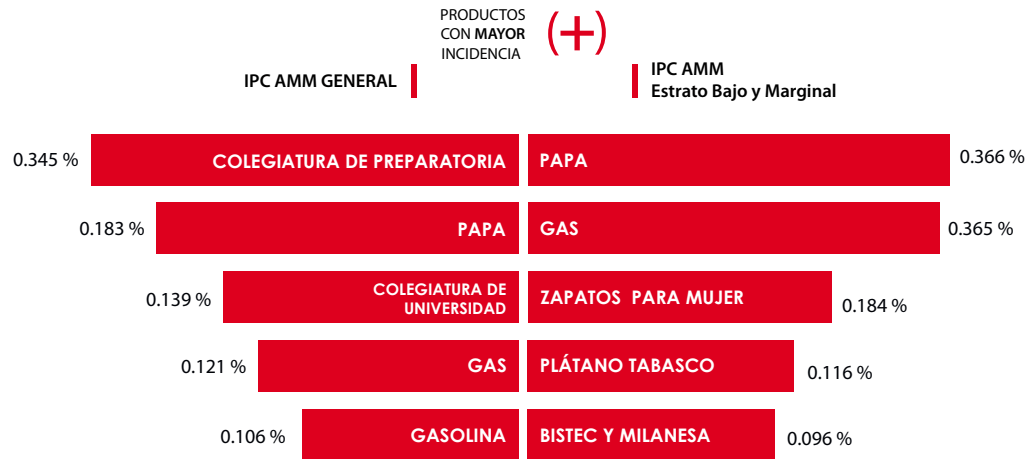 PRODUCTOS
CON MAYOR
INCIDENCIA
(+)
IPC AMM GENERAL
IPC AMM
Estrato Bajo y Marginal
0.345 %
COLEGIATURA DE PREPARATORIA
PAPA
0.366 %
0.183 %
PAPA
GAS
0.365 %
0.139 %
COLEGIATURA DE
UNIVERSIDAD
ZAPATOS PARA MUJER
0.184 %
0.121 %
GAS
PLÁTANO TABASCO
0.116 %
0.106 %
GASOLINA
BISTEC Y MILANESA
0.096 %